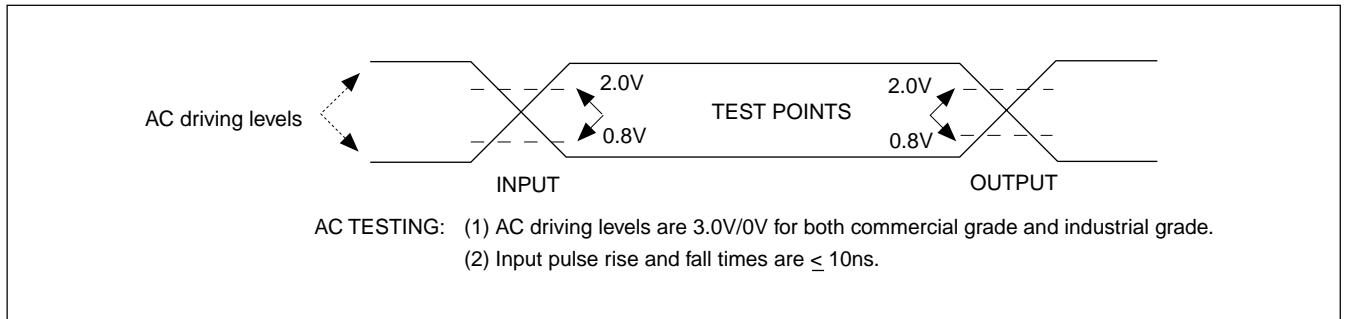 2.0V
2.0V
AC driving levels
TEST POINTS
0.8V
0.8V
INPUT
OUTPUT
AC TESTING: (1) AC driving levels are 3.0V/0V for both commercial grade and industrial grade.
(2) Input pulse rise and fall times are ≤ 10ns.